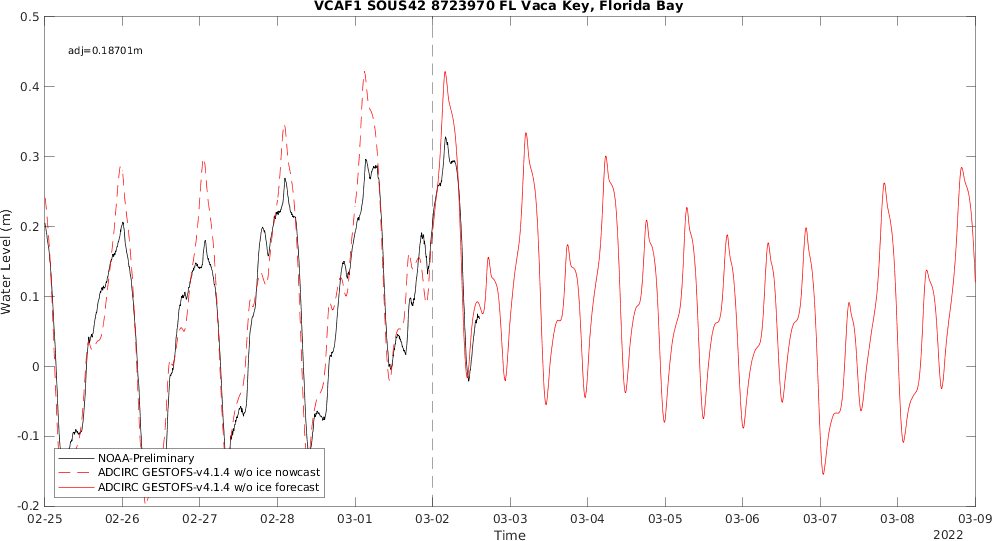 VCAF1 SOUS42 8723970 FL Vaca Key, Florida Bay
0.5
adj=0.18701m
0.4
0.3
0.2
0.1
0
-0.1
-0.2
Water Level (m)
NOAA-Preliminary
ADCIRC GESTOFS-v4.1.4 w/o ice nowcast
ADCIRC GESTOFS-v4.1.4 w/o ice forecast
02-25 02-26 02-27 02-28 03-01 03-02 03-03 03-04 03-05 03-06 03-07 03-08 03-09
Time
2022